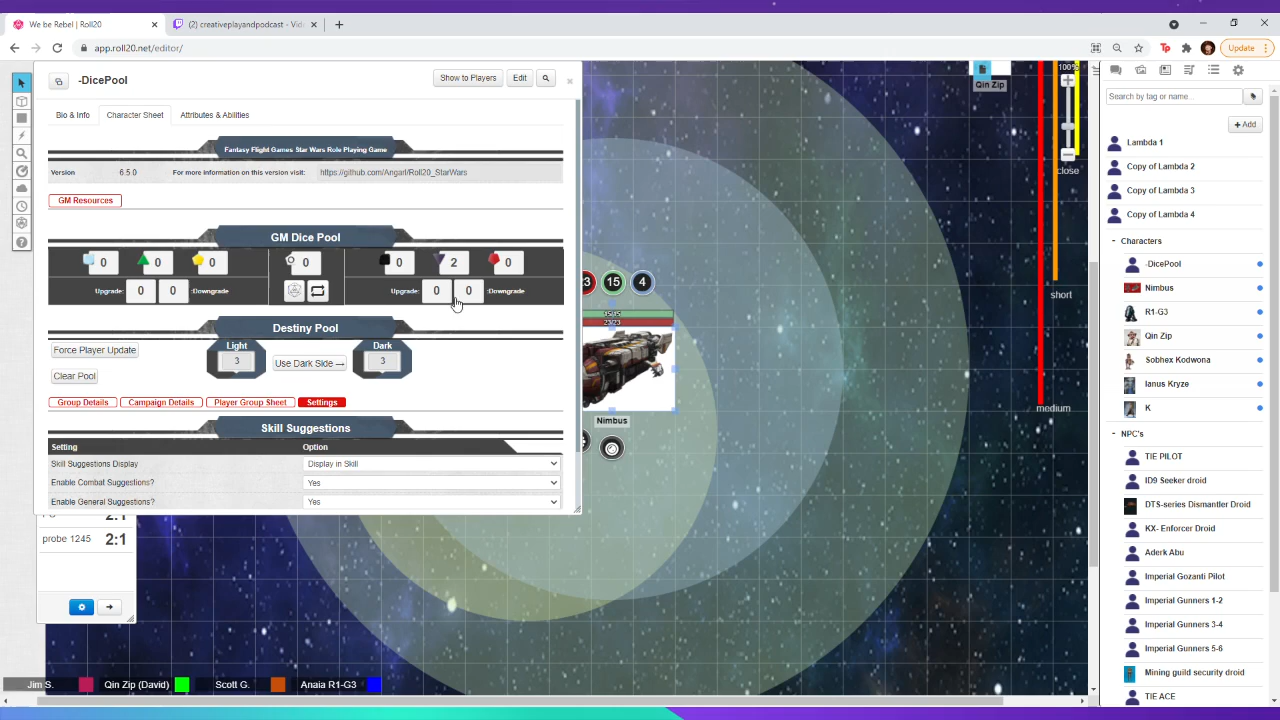 We be Rebel | Roll20
(2) creativeplayandpodcast - Vid
app.roll20.net/editor/
Update
-DicePool
Show to Players
Edit
Bio & Info
Character Sheet
Attributes & Abilities
Fantasy Flight Games Star Wars Role Playing Game
Version
6.5.0
For more information on this version visit:
https://github.com/Angarl/Roll20_StarWars
GM Resources
GM Dice Pool
0 0 0 0 0 2 0
Upgrade: 0 0 :Downgrade
Upgrade: 0 0 :Downgrade
Destiny Pool
Force Player Update
Clear Pool
Light
3
Use Dark Side →
Dark
3
Group Details
Campaign Details
Player Group Sheet
Settings
Skill Suggestions
Setting
Option
Skill Suggestions Display
Display in Skill
Enable Combat Suggestions?
Yes
Enable General Suggestions?
Yes
2:1
probe 1245 2:1
15 4
15/15
23/23
Nimbus
Qin Zip
100%
close
short
medium
Jim S.
Qin Zip (David)
Scott G.
Anaia R1-G3
Search by tag or name...
+ Add
Lambda 1
Copy of Lambda 2
Copy of Lambda 3
Copy of Lambda 4
Characters
-DicePool
Nimbus
R1-G3
Qin Zip
Sobhex Kodwona
Ianus Kryze
K
NPC's
TIE PILOT
ID9 Seeker droid
DTS-series Dismantler Droid
KX- Enforcer Droid
Aderk Abu
Imperial Gozanti Pilot
Imperial Gunners 1-2
Imperial Gunners 3-4
Imperial Gunners 5-6
Mining guild security droid
TIE ACE